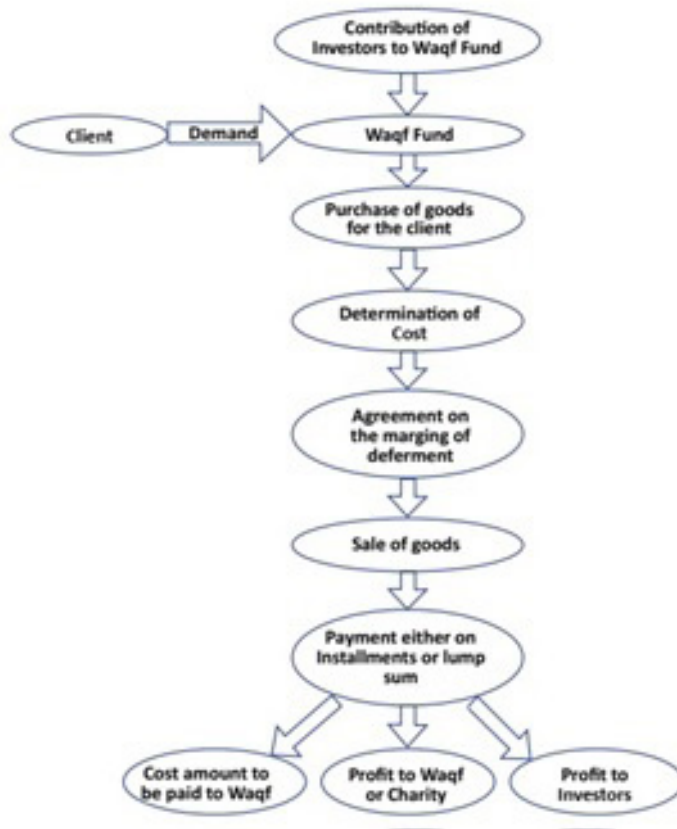 Contribution of
Investors to Waqf Fund
Client
Demand
Waqf Fund
Purchase of goods
for the client
Determination of
Cost
Agreement on
the marging of
deferment
Sale of goods
Payment either on
Installments or lump
sum
Cost amount to
be paid to Waqf
Profit to Waqf
or Charity
Profit to
Investors